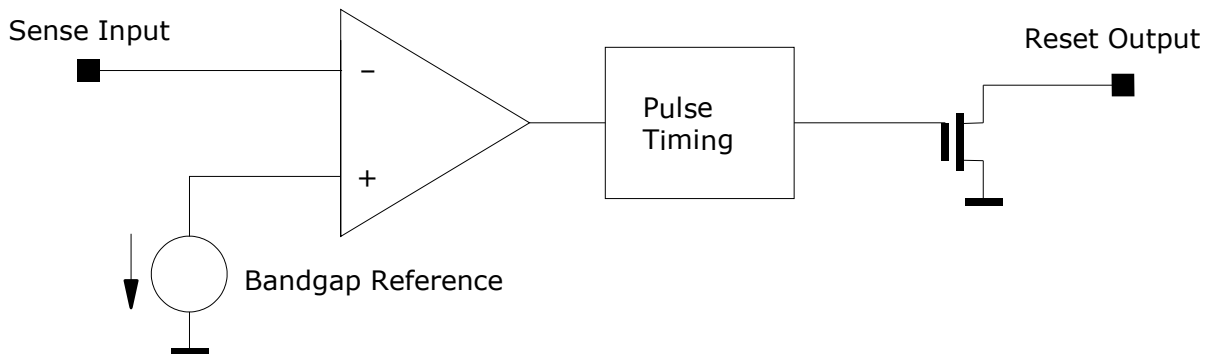 Sense Input
Reset Output
−
Pulse
Timing
+
Bandgap Reference